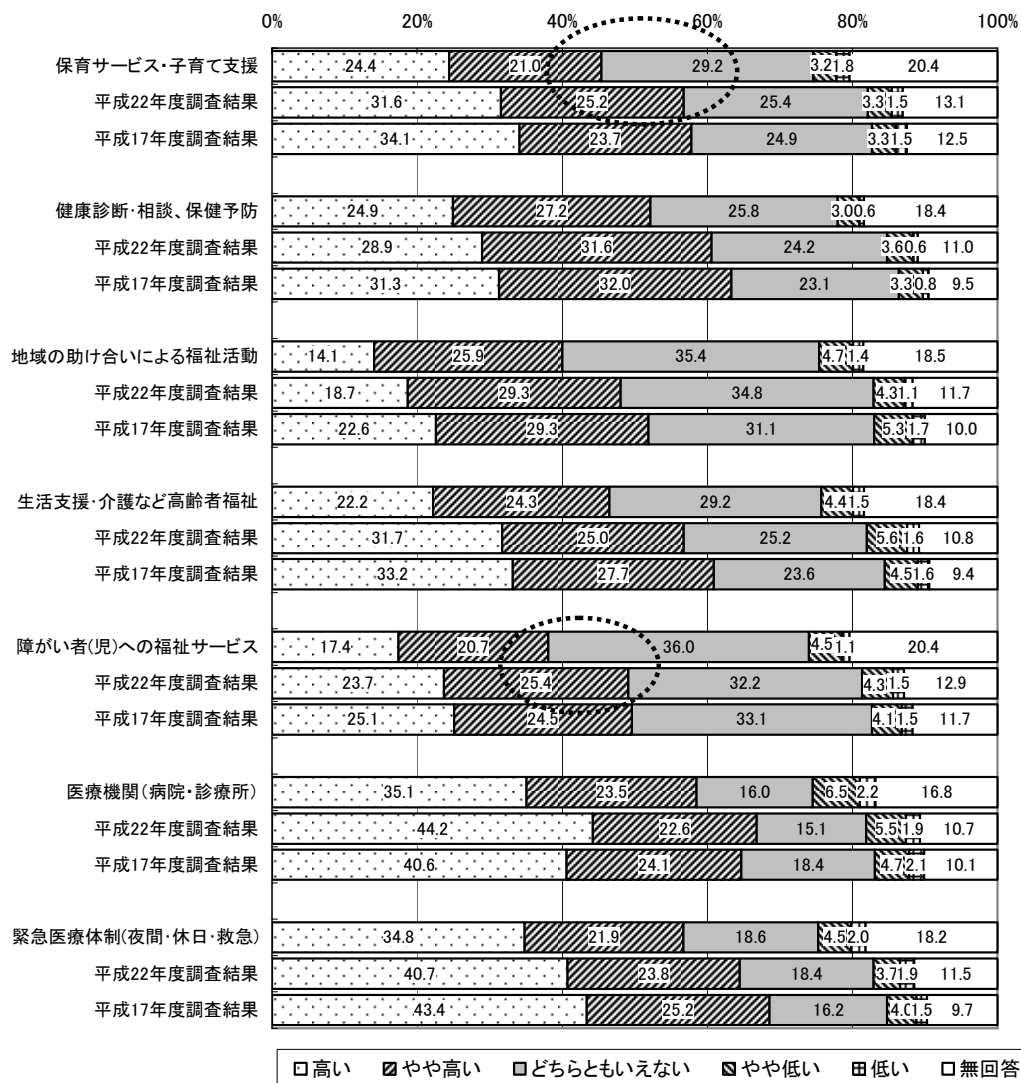 0% 20% 40% 60% 80% 100%
保育サービス・子育て支援 24.4 21.0 29.2 3.2 1.8 20.4
平成22年度調査結果 31.6 25.2 25.4 3.3 1.5 13.1
平成17年度調査結果 34.1 23.7 24.9 3.3 1.5 12.5
健康診断・相談、保健予防 24.9 27.2 25.8 3.0 0.6 18.4
平成22年度調査結果 28.9 31.6 24.2 3.6 0.6 11.0
平成17年度調査結果 31.3 32.0 23.1 3.3 0.8 9.5
地域の助け合いによる福祉活動 14.1 25.9 35.4 4.7 1.4 18.5
平成22年度調査結果 18.7 29.3 34.8 4.3 1.1 11.7
平成17年度調査結果 22.6 29.3 31.1 5.3 1.7 10.0
生活支援・介護など高齢者福祉 22.2 24.3 29.2 4.4 1.5 18.4
平成22年度調査結果 31.7 25.0 25.2 5.6 1.6 10.8
平成17年度調査結果 33.2 27.7 23.6 4.5 1.6 9.4
障がい者(児)への福祉サービス 17.4 20.7 36.0 4.5 1.1 20.4
平成22年度調査結果 23.7 25.4 32.2 4.3 1.5 12.9
平成17年度調査結果 25.1 24.5 33.1 4.1 1.5 11.7
医療機関(病院・診療所) 35.1 23.5 16.0 6.5 2.2 16.8
平成22年度調査結果 44.2 22.6 15.1 5.5 1.9 10.7
平成17年度調査結果 40.6 24.1 18.4 4.7 2.1 10.1
緊急医療体制(夜間・休日・救急) 34.8 21.9 18.6 4.5 2.0 18.2
平成22年度調査結果 40.7 23.8 18.4 3.7 1.9 11.5
平成17年度調査結果 43.4 25.2 16.2 4.0 1.5 9.7
高い やや高い どちらともいえない やや低い 低い 無回答